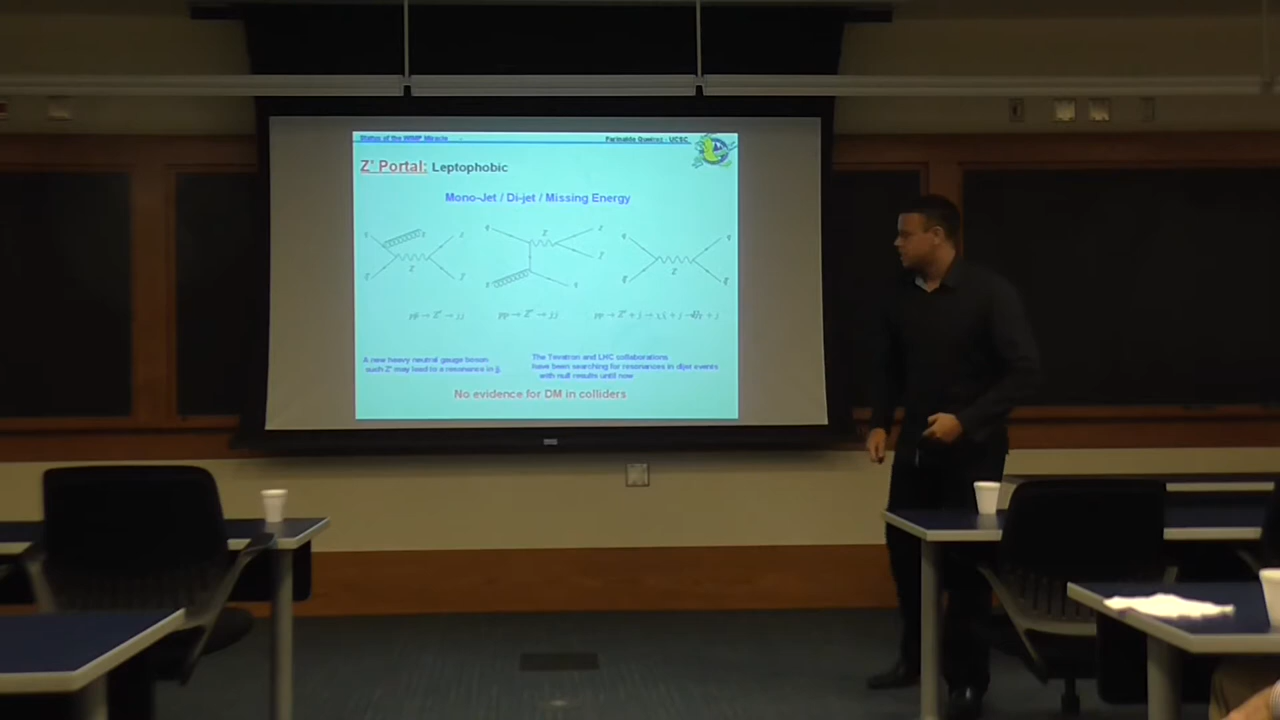 Status of the WIMP Miracle -
Farinaldo Queiroz - UCSC
Z' Portal: Leptophobic
Mono-Jet / Di-jet / Missing Energy
A new heavy neutral gauge boson
such Z' may lead to a resonance in jj.
The Tevatron and LHC collaborations
have been searching for resonances in dijet events
with null results until now
No evidence for DM in colliders